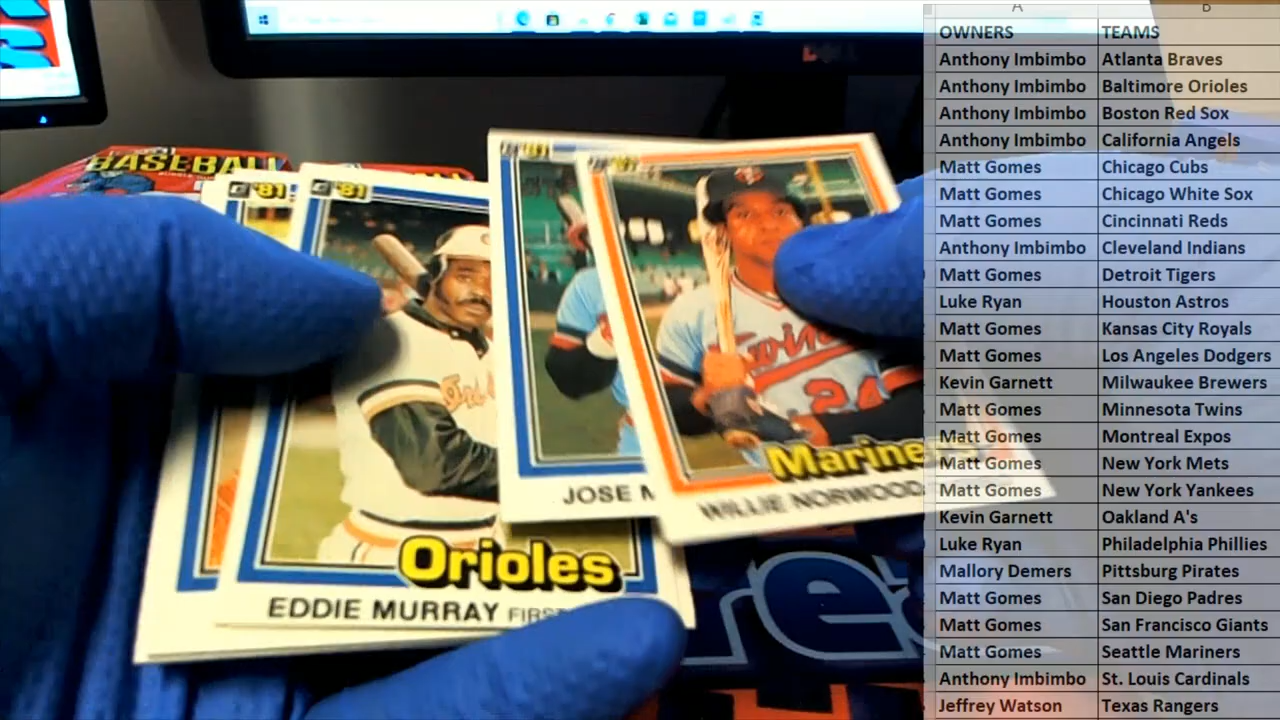 A B
OWNERS TEAMS
Anthony Imbimbo Atlanta Braves
Anthony Imbimbo Baltimore Orioles
Anthony Imbimbo Boston Red Sox
Anthony Imbimbo California Angels
Matt Gomes Chicago Cubs
Matt Gomes Chicago White Sox
Matt Gomes Cincinnati Reds
Anthony Imbimbo Cleveland Indians
Matt Gomes Detroit Tigers
Luke Ryan Houston Astros
Matt Gomes Kansas City Royals
Matt Gomes Los Angeles Dodgers
Kevin Garnett Milwaukee Brewers
Matt Gomes Minnesota Twins
Matt Gomes Montreal Expos
Matt Gomes New York Mets
Matt Gomes New York Yankees
Kevin Garnett Oakland A's
Luke Ryan Philadelphia Phillies
Mallory Demers Pittsburg Pirates
Matt Gomes San Diego Padres
Matt Gomes San Francisco Giants
Matt Gomes Seattle Mariners
Anthony Imbimbo St. Louis Cardinals
Jeffrey Watson Texas Rangers
BASEBALL
'81
'81
Orioles
EDDIE MURRAY FIRST
JOSE M
Twins
24
Mariners
WILLIE NORWOOD